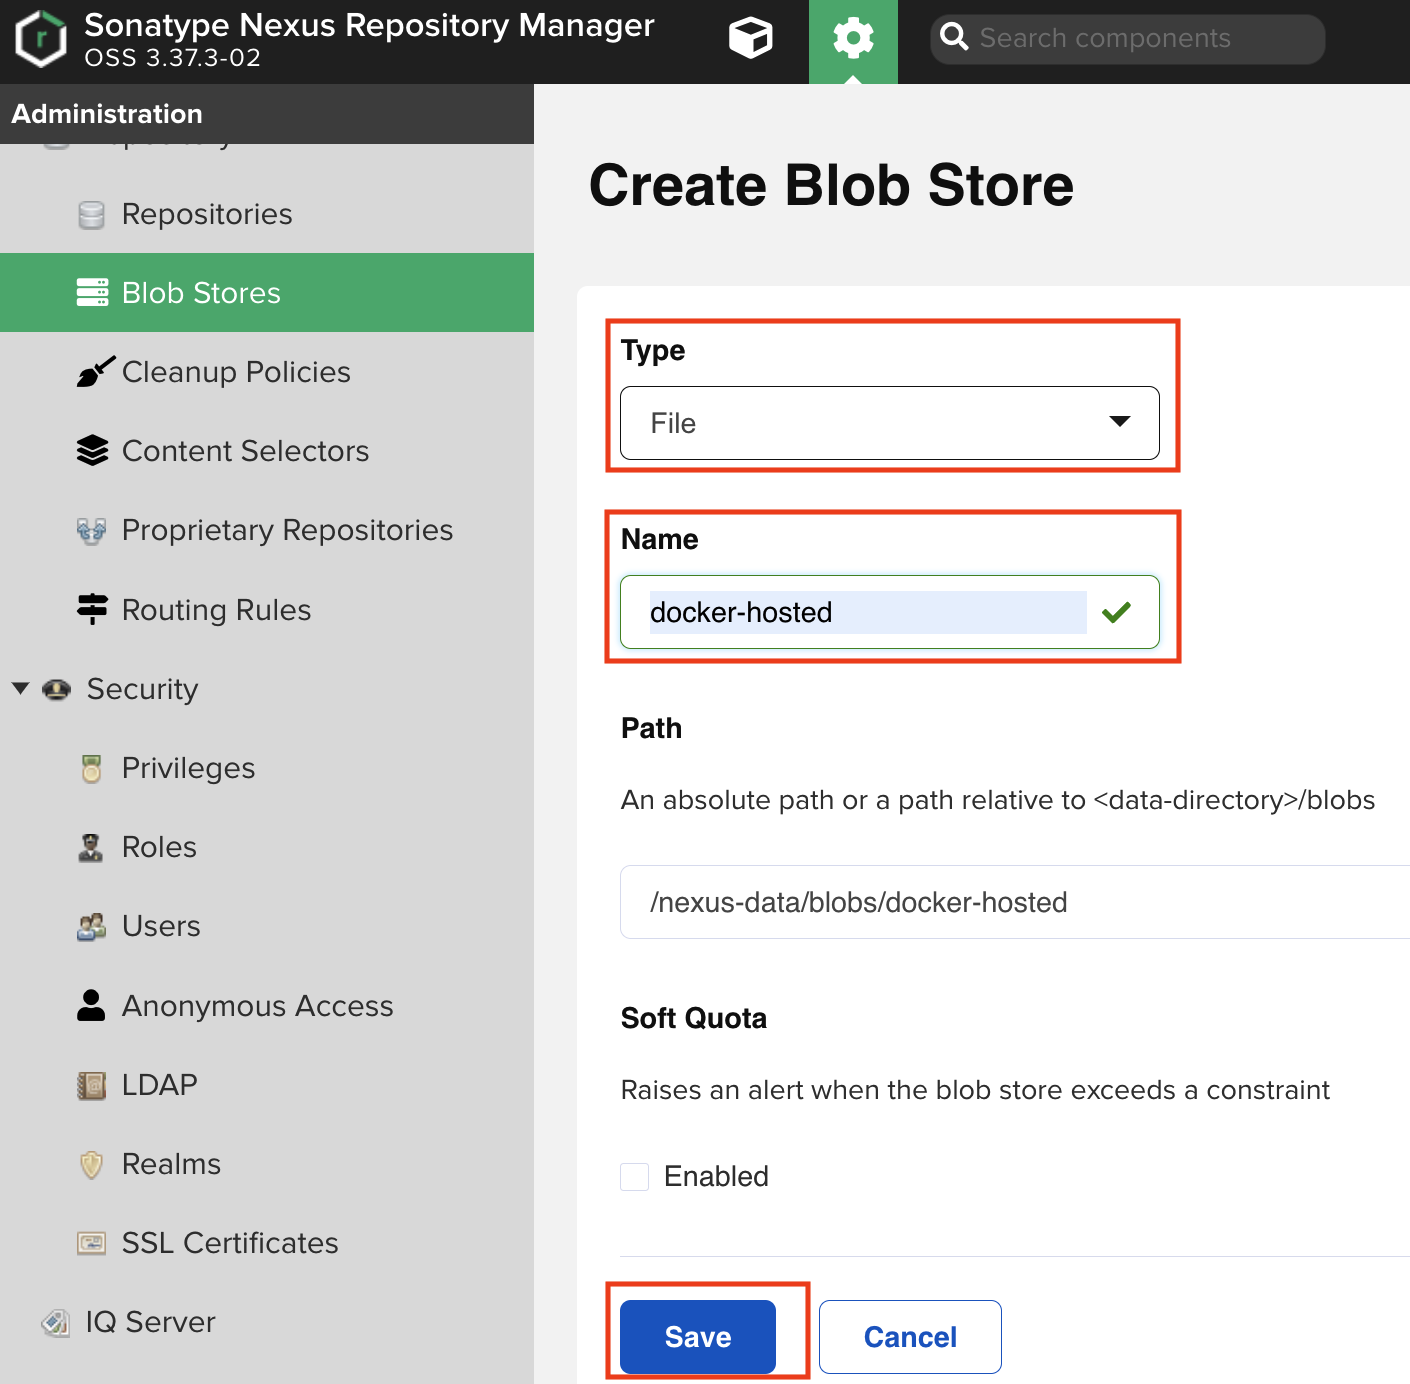 Sonatype Nexus Repository Manager
OSS 3.37.3-02
Search components
Administration
Repositories
Blob Stores
Cleanup Policies
Content Selectors
Proprietary Repositories
Routing Rules
Security
Privileges
Roles
Users
Anonymous Access
LDAP
Realms
SSL Certificates
IQ Server
Create Blob Store
Type
File
Name
docker-hosted
Path
An absolute path or a path relative to <data-directory>/blobs
/nexus-data/blobs/docker-hosted
Soft Quota
Raises an alert when the blob store exceeds a constraint
Enabled
Save
Cancel